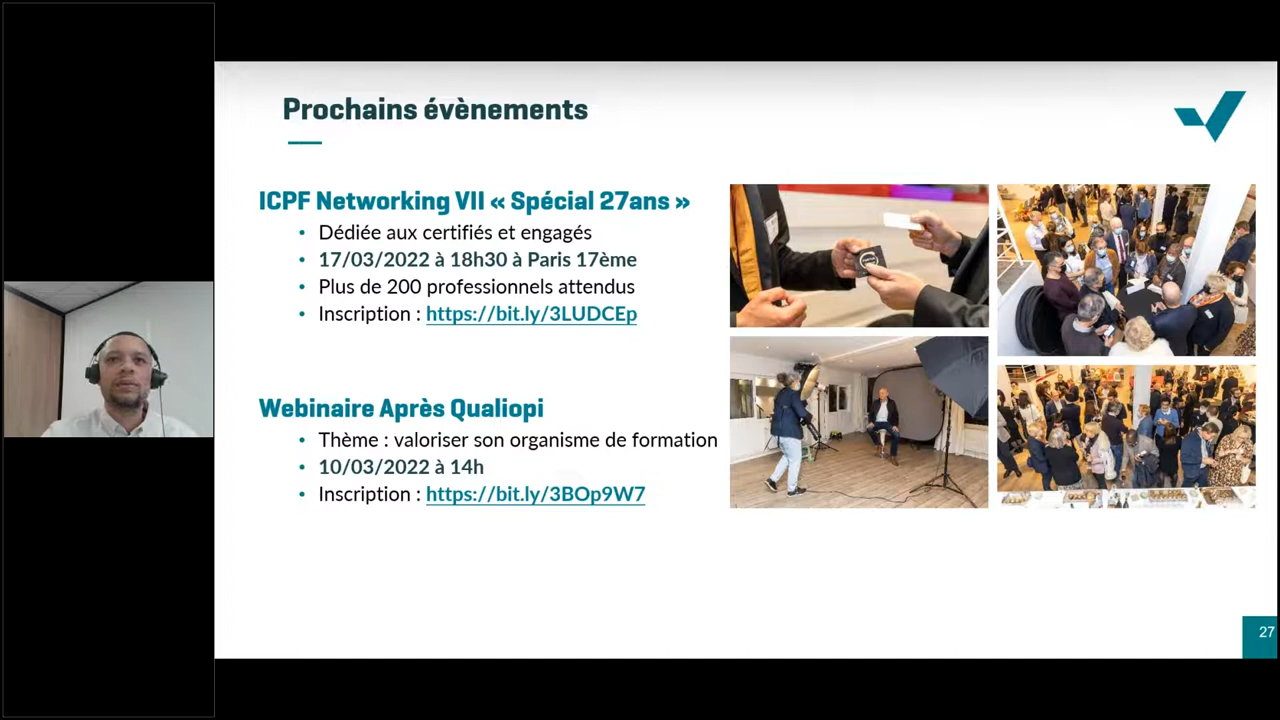 Prochains évènements
ICPF Networking VII « Spécial 27ans »
• Dédiée aux certifiés et engagés
• 17/03/2022 à 18h30 à Paris 17ème
• Plus de 200 professionnels attendus
• Inscription : https://bit.ly/3LUDCEp
Webinaire Après Qualiopi
• Thème : valoriser son organisme de formation
• 10/03/2022 à 14h
• Inscription : https://bit.ly/3BOp9W7
27